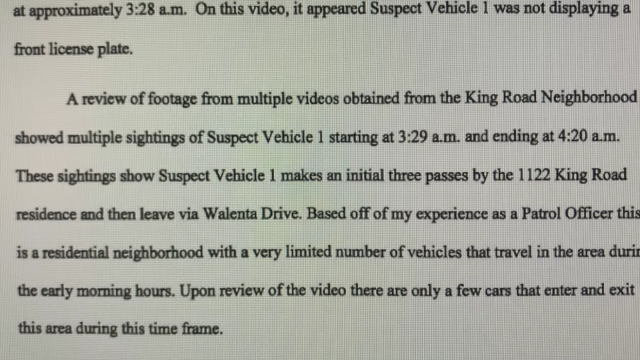 at approximately 3:28 a.m. On this video, it appeared Suspect Vehicle 1 was not displaying a
front license plate.
A review of footage from multiple videos obtained from the King Road Neighborhood
showed multiple sightings of Suspect Vehicle 1 starting at 3:29 a.m. and ending at 4:20 a.m.
These sightings show Suspect Vehicle 1 makes an initial three passes by the 1122 King Road
residence and then leave via Walenta Drive. Based off of my experience as a Patrol Officer this
is a residential neighborhood with a very limited number of vehicles that travel in the area durin
the early morning hours. Upon review of the video there are only a few cars that enter and exit
this area during this time frame.